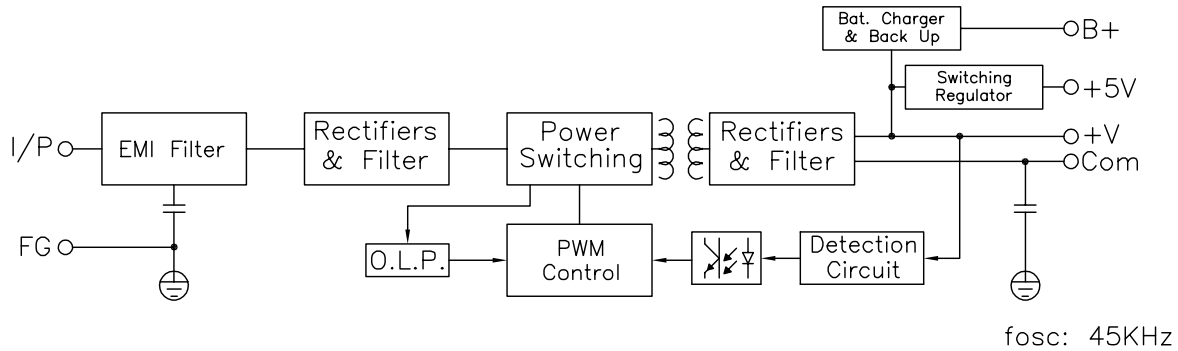 Bat. Charger
& Back Up
B+
Switching
Regulator
+5V
I/P
EMI Filter
Rectifiers
& Filter
Power
Switching
Rectifiers
& Filter
+V
Com
FG
O.L.P.
PWM
Control
Detection
Circuit
fosc: 45KHz